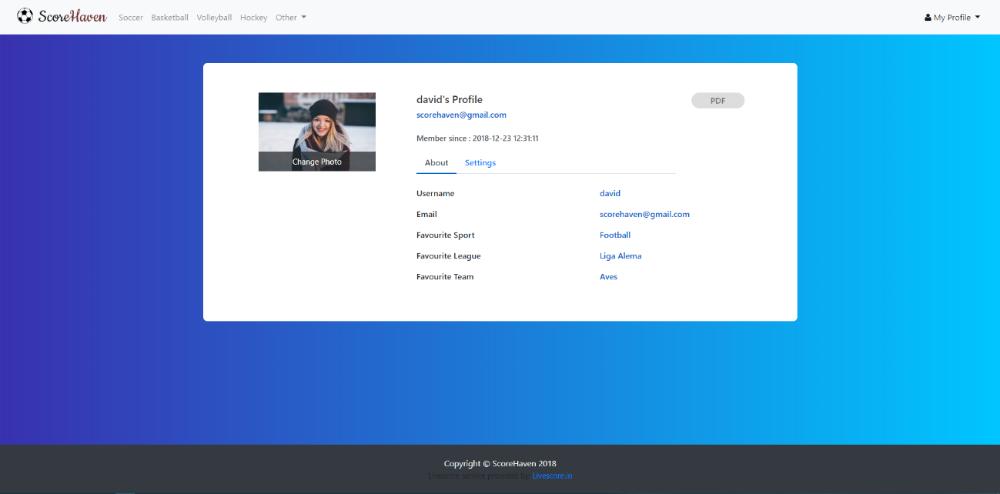 ScoreHaven Soccer Basketball Volleyball Hockey Other My Profile
david's Profile
PDF
scorehaven@gmail.com
Member since : 2018-12-23 12:31:11
Change Photo
About Settings
Username david
Email scorehaven@gmail.com
Favourite Sport Football
Favourite League Liga Alema
Favourite Team Aves
Copyright © ScoreHaven 2018
Livescore service provided by: Livescore.in